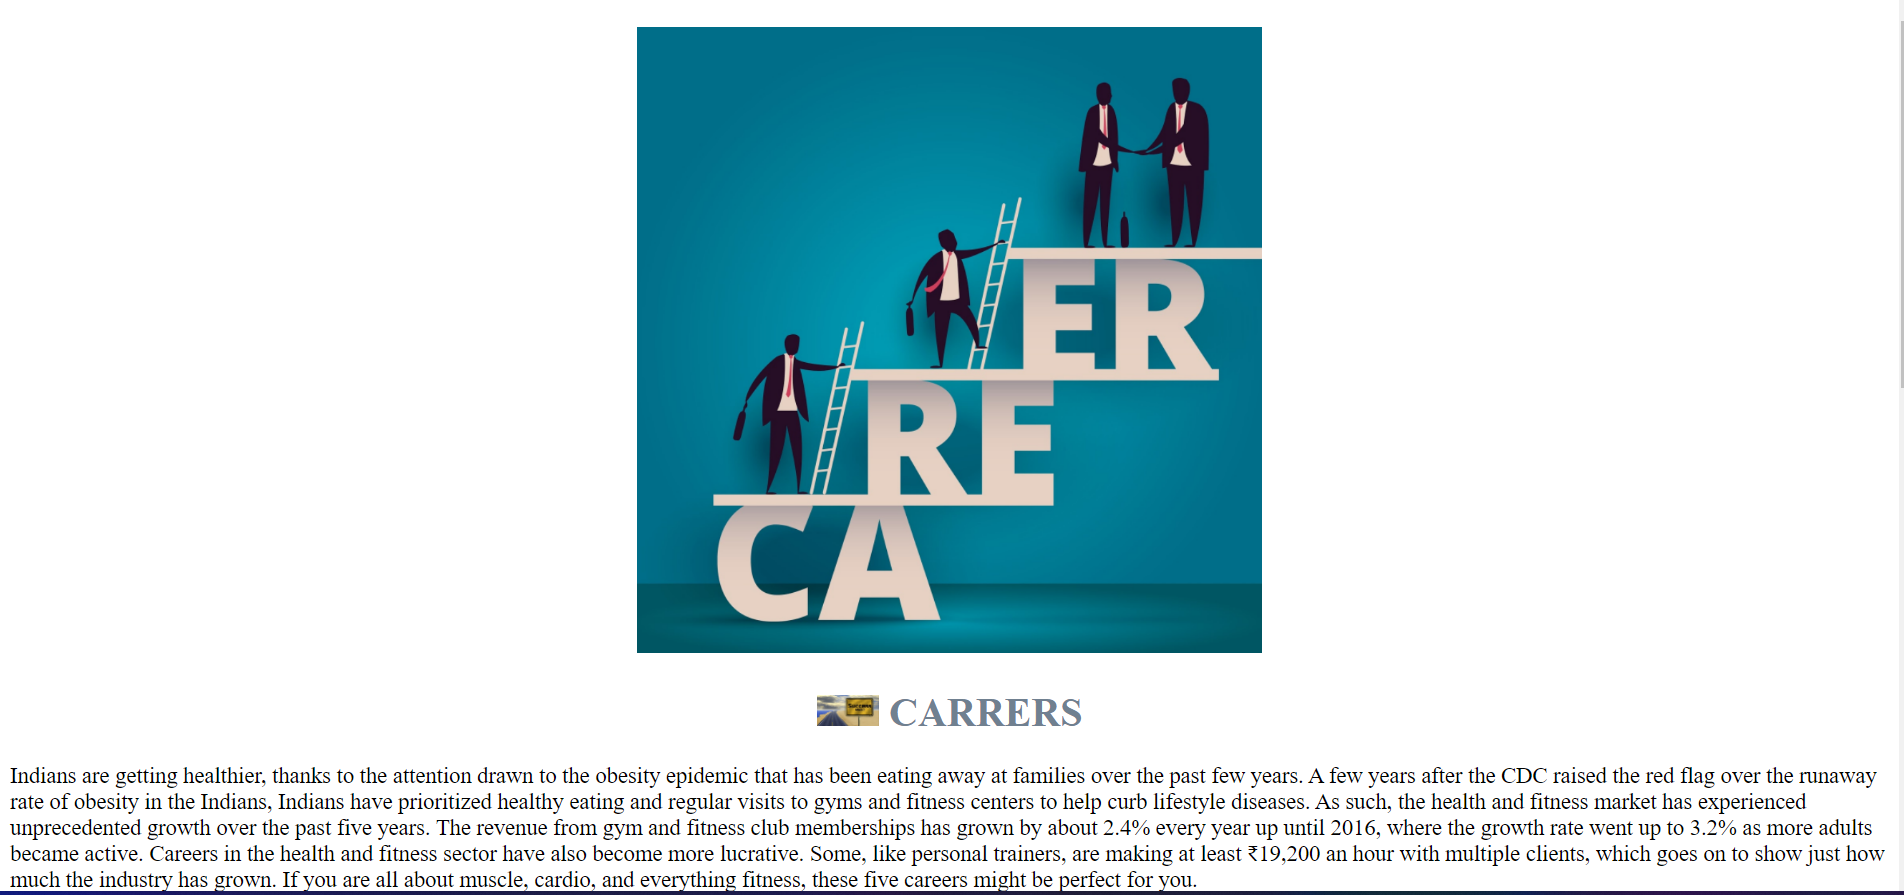 ER
RE
CA
Success
CARRERS
Indians are getting healthier, thanks to the attention drawn to the obesity epidemic that has been eating away at families over the past few years. A few years after the CDC raised the red flag over the runaway
rate of obesity in the Indians, Indians have prioritized healthy eating and regular visits to gyms and fitness centers to help curb lifestyle diseases. As such, the health and fitness market has experienced
unprecedented growth over the past five years. The revenue from gym and fitness club memberships has grown by about 2.4% every year up until 2016, where the growth rate went up to 3.2% as more adults
became active. Careers in the health and fitness sector have also become more lucrative. Some, like personal trainers, are making at least ₹19,200 an hour with multiple clients, which goes on to show just how
much the industry has grown. If you are all about muscle, cardio, and everything fitness, these five careers might be perfect for you.